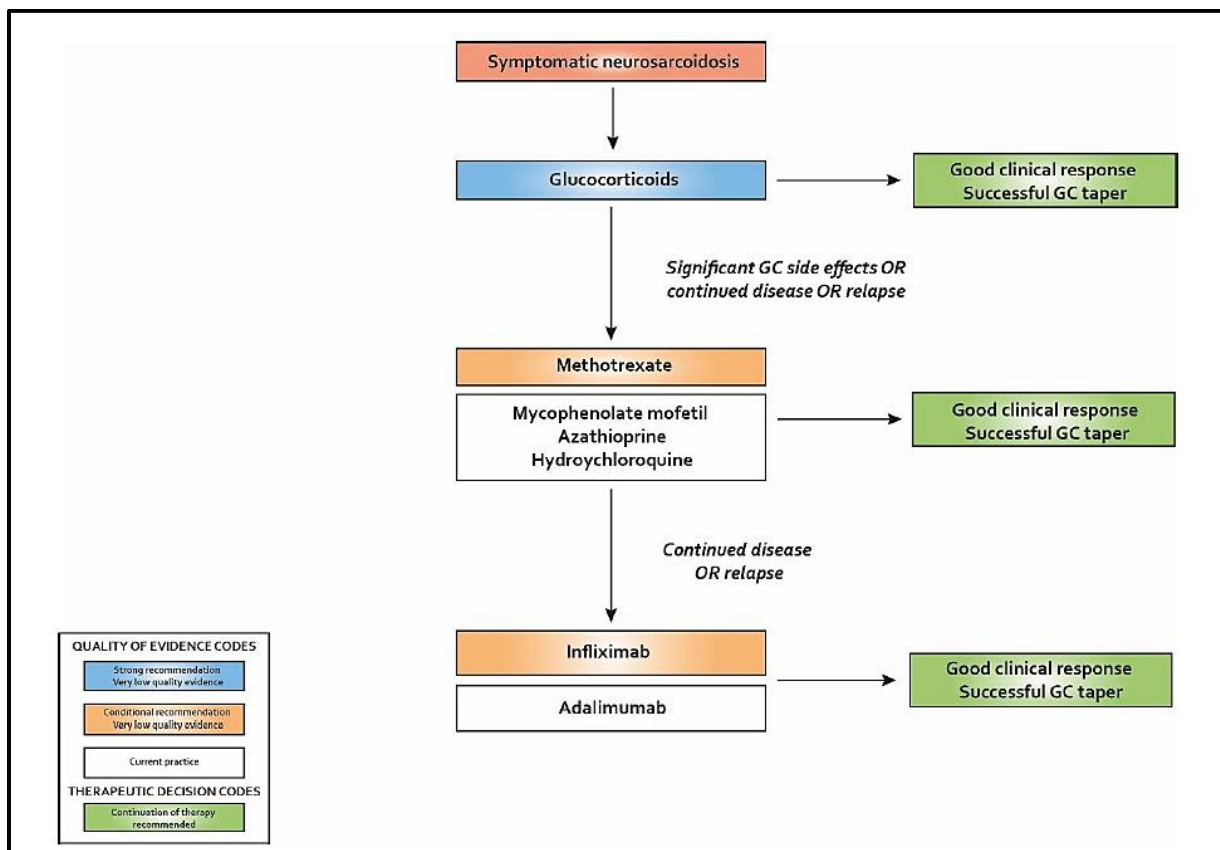 Symptomatic neurosarcoidosis
Glucocorticoids
Good clinical response
Successful GC taper
Significant GC side effects OR
continued disease OR relapse
Methotrexate
Mycophenolate mofetil
Azathioprine
Hydroychloroquine
Good clinical response
Successful GC taper
Continued disease
OR relapse
Infliximab
Adalimumab
Good clinical response
Successful GC taper
QUALITY OF EVIDENCE CODES
Strong recommendation
Very low quality evidence
Conditional recommendation
Very low quality evidence
Current practice
THERAPEUTIC DECISION CODES
Continuation of therapy
recommended